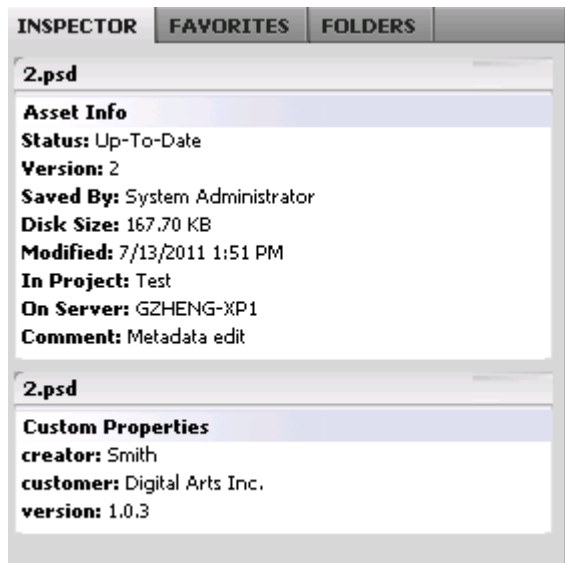 INSPECTOR FAVORITES FOLDERS
2.psd
Asset Info
Status: Up-To-Date
Version: 2
Saved By: System Administrator
Disk Size: 167.70 KB
Modified: 7/13/2011 1:51 PM
In Project: Test
On Server: GZHENG-XP1
Comment: Metadata edit
2.psd
Custom Properties
creator: Smith
customer: Digital Arts Inc.
version: 1.0.3